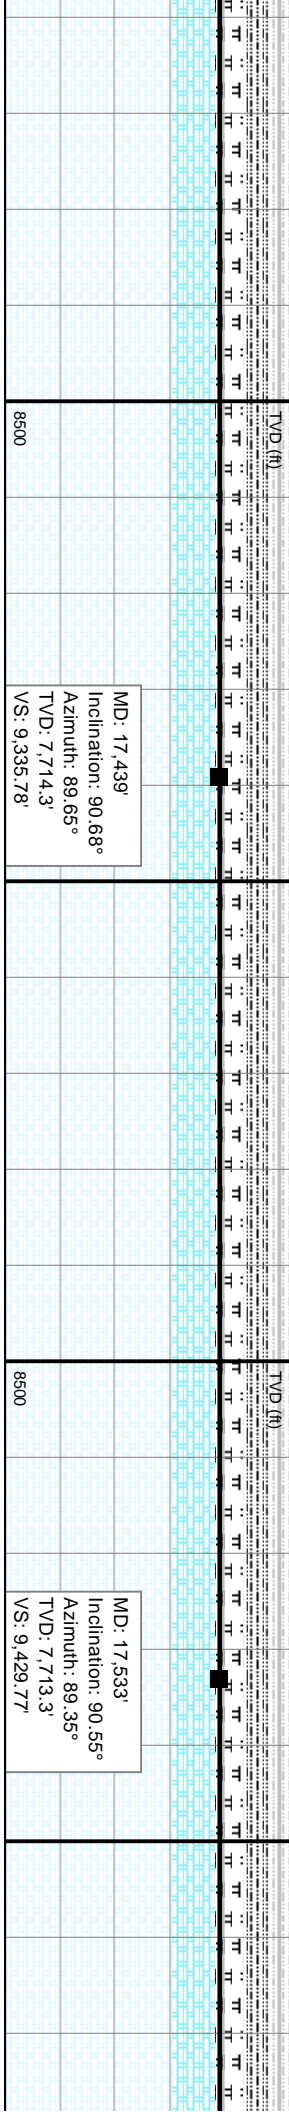 TVD (ft)
8500
MD: 17,439'
Inclination: 90.68°
Azimuth: 89.65°
TVD: 7,714.3'
VS: 9,335.78'
TVD (ft)
8500
MD: 17,533'
Inclination: 90.55°
Azimuth: 89.35°
TVD: 7,713.3'
VS: 9,429.77'